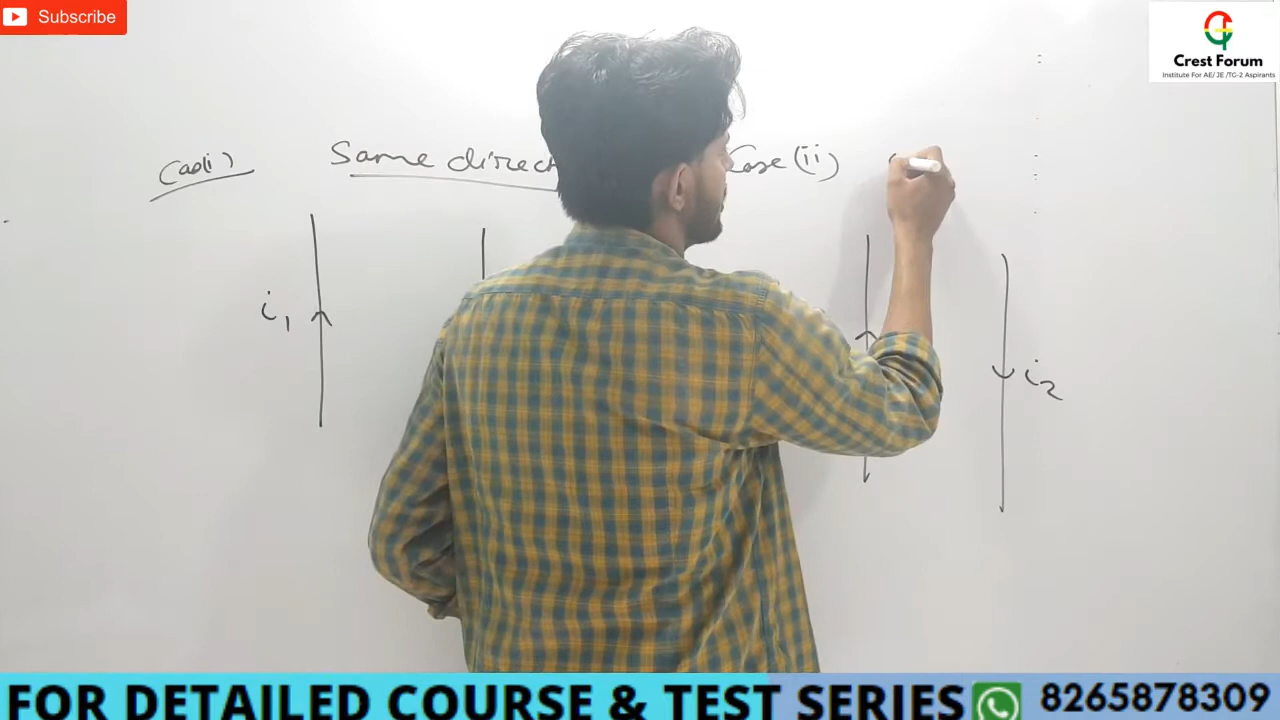 Subscribe
Crest Forum
Institute For AE/ JE /TG-2 Aspirants
Case(i) Same direct Case (ii)
i1
i2
FOR DETAILED COURSE & TEST SERIES 8265878309